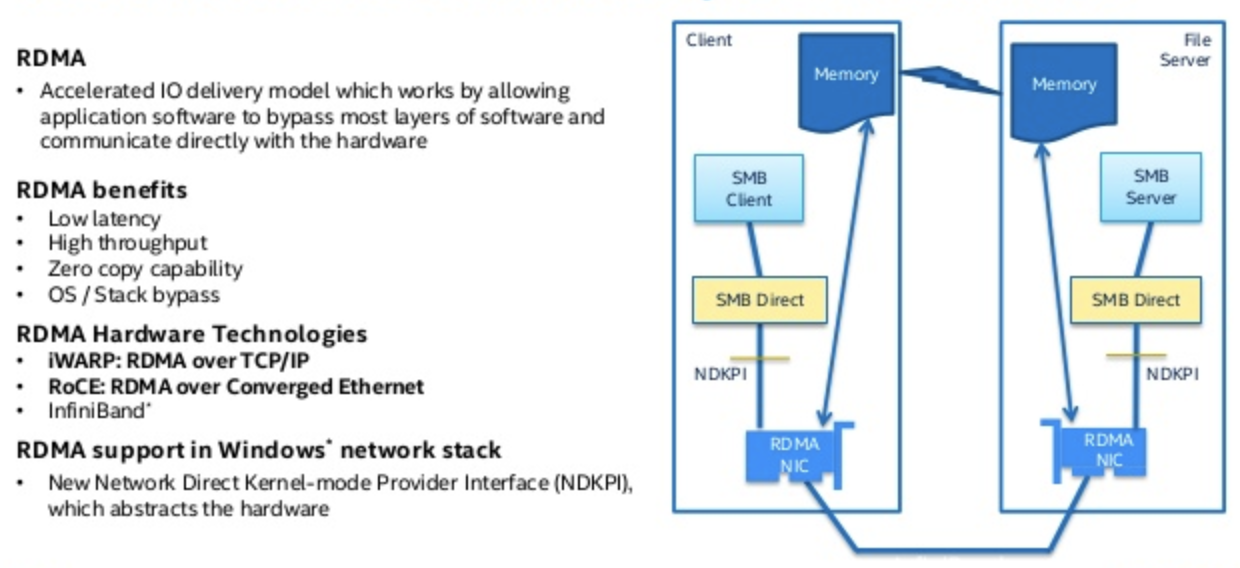 RDMA
• Accelerated IO delivery model which works by allowing
application software to bypass most layers of software and
communicate directly with the hardware
RDMA benefits
• Low latency
• High throughput
• Zero copy capability
• OS / Stack bypass
RDMA Hardware Technologies
• iWARP: RDMA over TCP/IP
• RoCE: RDMA over Converged Ethernet
• InfiniBand*
RDMA support in Windows* network stack
• New Network Direct Kernel-mode Provider Interface (NDKPI),
which abstracts the hardware
Client
Memory
SMB
Client
SMB Direct
NDKPI
RDMA
NIC
File
Server
Memory
SMB
Server
SMB Direct
NDKPI
RDMA
NIC